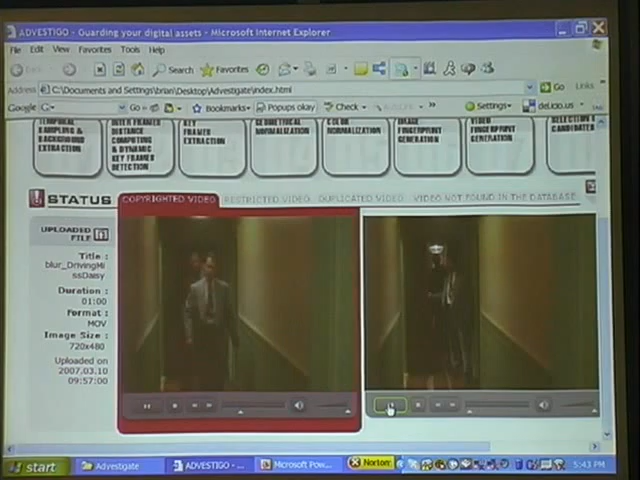 ADVESTIGO - Guarding your digital assets - Microsoft Internet Explorer
File Edit View Favorites Tools Help
Back Search Favorites
Address C:\Documents and Settings\brian\Desktop\Advestigate\index.html Go Links
Google G Go Bookmarks Popups okay Check Settings del.icio.us
TEMPORAL SAMPLING & BACKGROUND EXTRACTION
INTER FRAMES DISTANCE COMPUTING & DYNAMIC KEY FRAMES DETECTION
KEY FRAMES EXTRACTION
GEOMETRICAL NORMALIZATION
COLOR NORMALIZATION
IMAGE FINGERPRINT GENERATION
VIDEO FINGERPRINT GENERATION
CANDIDATES
STATUS COPYRIGHTED VIDEO RESTRICTED VIDEO DUPLICATED VIDEO VIDEO NOT FOUND IN THE DATABASE
UPLOADED
FILE
Title :
blur_DrivingMi
ssDaisy
Duration :
01:00
Format :
MOV
Image Size :
720x480
Uploaded on
2007.03.10
09:57:00
start Advestigate ADVESTIGO - ... Microsoft Pow... Norton 5:43 PM